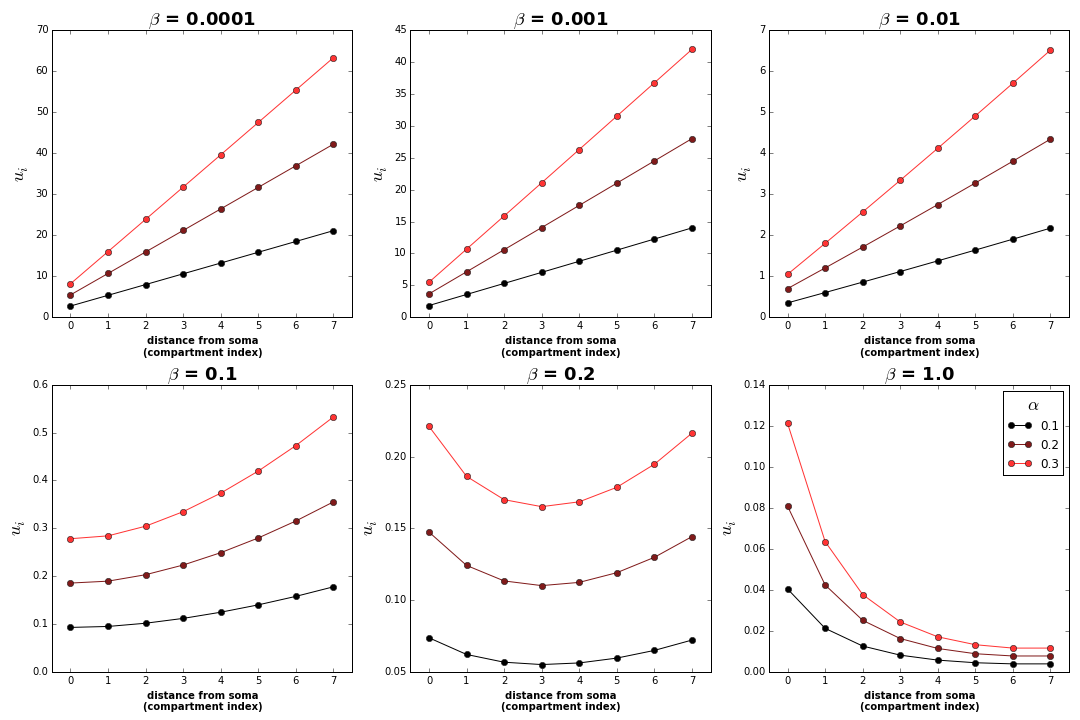 β = 0.0001
β = 0.001
β = 0.01
70
60
50
40
30
20
10
0
u_i
0 1 2 3 4 5 6 7
distance from soma
(compartment index)
45
40
35
30
25
20
15
10
5
0
u_i
0 1 2 3 4 5 6 7
distance from soma
(compartment index)
7
6
5
4
3
2
1
0
u_i
0 1 2 3 4 5 6 7
distance from soma
(compartment index)
β = 0.1
β = 0.2
β = 1.0
0.6
0.5
0.4
0.3
0.2
0.1
0.0
u_i
0 1 2 3 4 5 6 7
distance from soma
(compartment index)
0.25
0.20
0.15
0.10
0.05
u_i
0 1 2 3 4 5 6 7
distance from soma
(compartment index)
0.14
0.12
0.10
0.08
0.06
0.04
0.02
0.00
u_i
0 1 2 3 4 5 6 7
distance from soma
(compartment index)
α
0.1
0.2
0.3